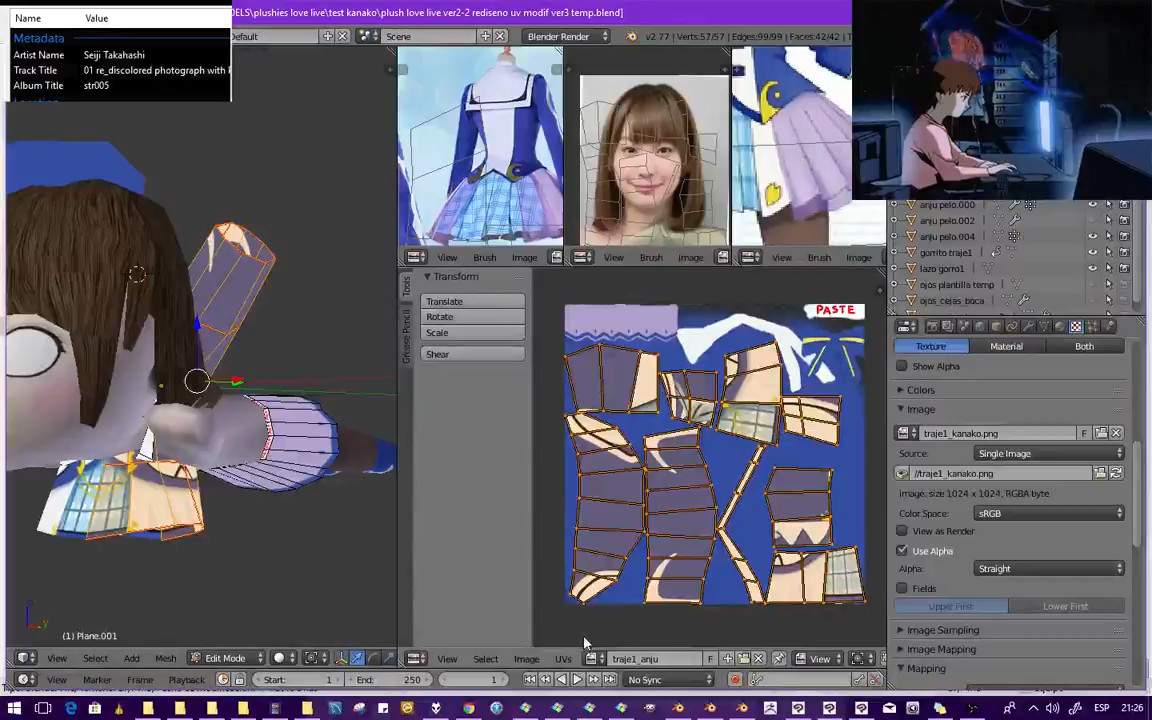 Name Value
Metadata
Artist Name Seiji Takahashi
Track Title 01 re_discolored photograph with
Album Title str005
DELS\plushies love live\test kanako\plush love live ver2-2 rediseno uv modif ver3 temp.blend]
Default Scene Blender Render v2.77 | Verts:57/57 | Edges:99/99 | Faces:42/42
View Brush Image View Brush Image View Brush Image
anju pelo.000
anju pelo.002
anju pelo.004
gorrito traje1
lazo gorro1
ojos plantilla temp
ojos_cejas_boca
Tools
Grease Pencil
Transform
Translate
Rotate
Scale
Shear
PASTE
Texture Material Both
Show Alpha
Colors
Image
traje1_kanako.png F
Source: Single Image
//traje1_kanako.png
Image: size 1024 x 1024, RGBA byte
Color Space: sRGB
View as Render
Use Alpha
Alpha: Straight
Fields
Upper First Lower First
Image Sampling
Image Mapping
Mapping
(1) Plane.001
View Select Add Mesh Edit Mode
View Select Image UVs traje1_anju F View
View Marker Frame Playback Start: 1 End: 250 1 No Sync
ESP 21:26